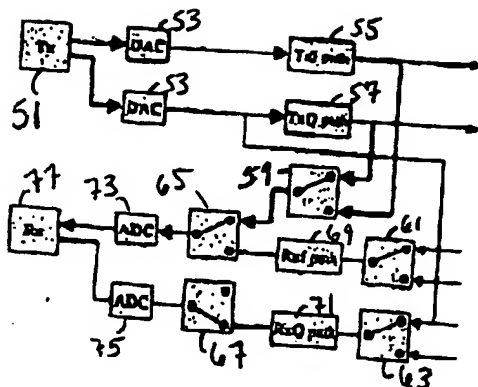 53
Tx
DAC
55
TxI path
51
53
DAC
57
TxQ path
59
77
73
65
61
Rx
ADC
69
RxI path
ADC
71
RxQ path
75
67
63